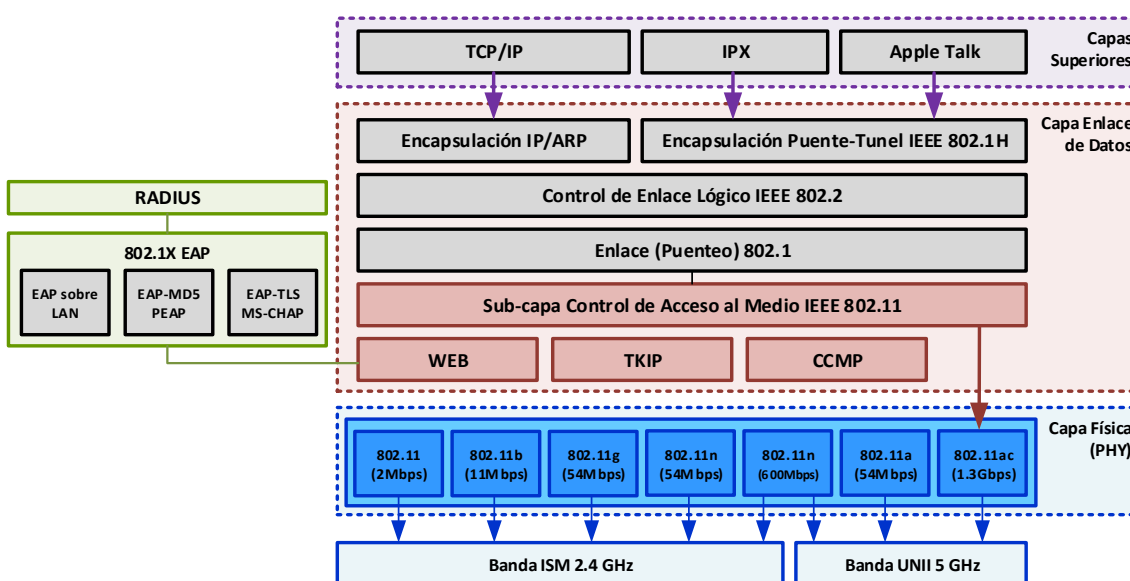 TCP/IP
IPX
Apple Talk
Capas
Superiores
Encapsulación IP/ARP
Encapsulación Puente-Tunel IEEE 802.1H
Capa Enlace
de Datos
Control de Enlace Lógico IEEE 802.2
Enlace (Puenteo) 802.1
Sub-capa Control de Acceso al Medio IEEE 802.11
WEB
TKIP
CCMP
RADIUS
802.1X EAP
EAP sobre
LAN
EAP-MD5
PEAP
EAP-TLS
MS-CHAP
Capa Física
(PHY)
802.11
(2Mbps)
802.11b
(11Mbps)
802.11g
(54Mbps)
802.11n
(54Mbps)
802.11n
(600Mbps)
802.11a
(54Mbps)
802.11ac
(1.3Gbps)
Banda ISM 2.4 GHz
Banda UNII 5 GHz